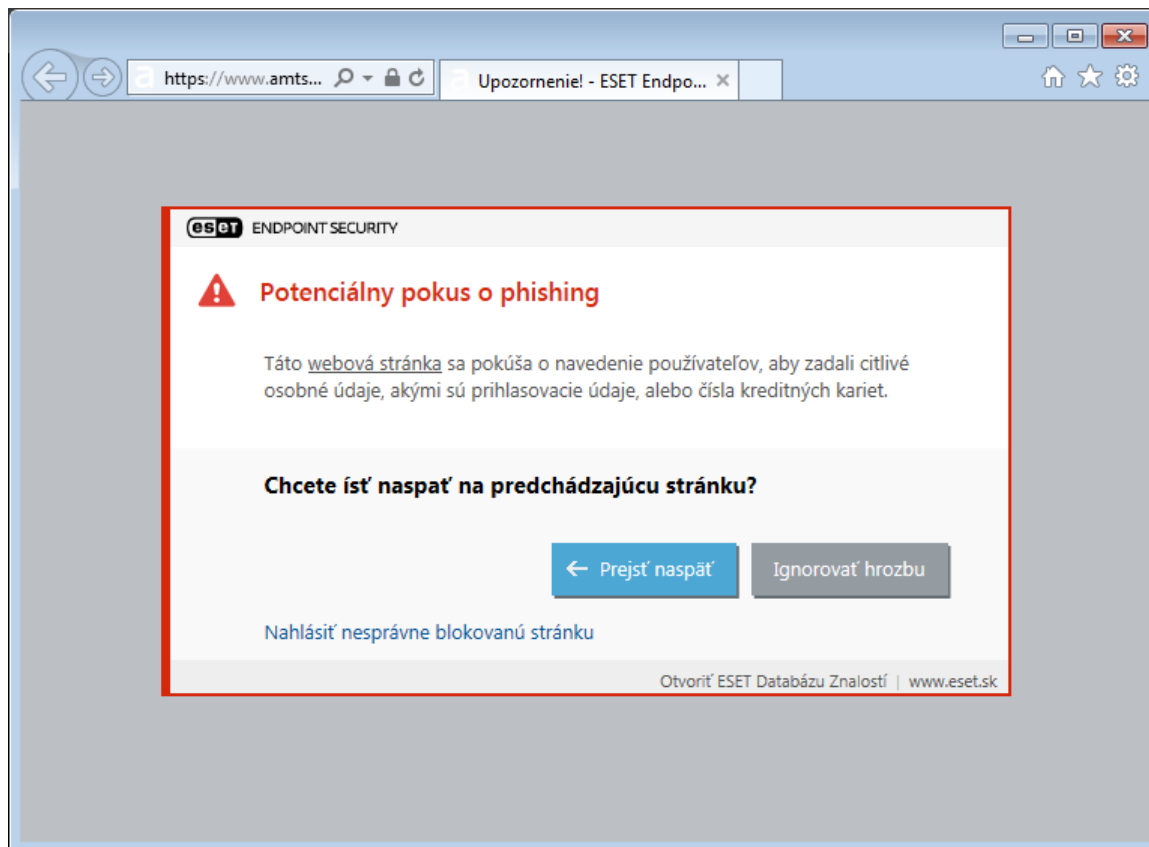 https://www.amts...
Upozornenie! - ESET Endpo...
eset ENDPOINT SECURITY
Potenciálny pokus o phishing
Táto webová stránka sa pokúša o navedenie používateľov, aby zadali citlivé
osobné údaje, akými sú prihlasovacie údaje, alebo čísla kreditných kariet.
Chcete ísť naspať na predchádzajúcu stránku?
← Prejsť naspäť
Ignorovať hrozbu
Nahlásiť nesprávne blokovanú stránku
Otvoriť ESET Databázu Znalostí | www.eset.sk